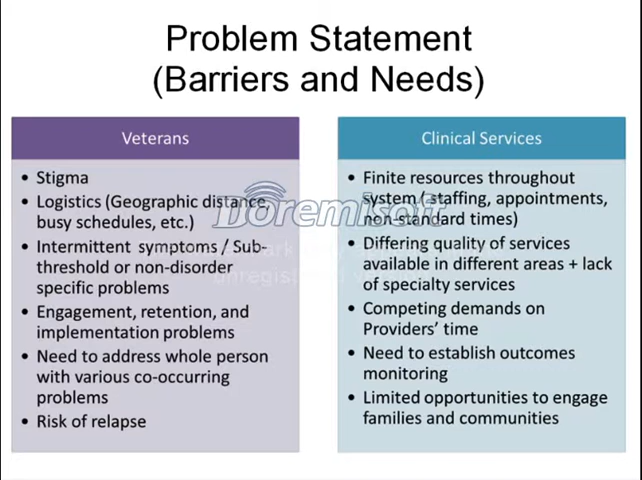 Problem Statement
(Barriers and Needs)
Veterans
• Stigma
• Logistics (Geographic distance,
busy schedules, etc.)
• Intermittent symptoms / Sub-
threshold or non-disorder
specific problems
• Engagement, retention, and
implementation problems
• Need to address whole person
with various co-occurring
problems
• Risk of relapse
Clinical Services
• Finite resources throughout
system( staffing, appointments,
non-standard times)
• Differing quality of services
available in different areas + lack
of specialty services
• Competing demands on
Providers’ time
• Need to establish outcomes
monitoring
• Limited opportunities to engage
families and communities
Doremisoft